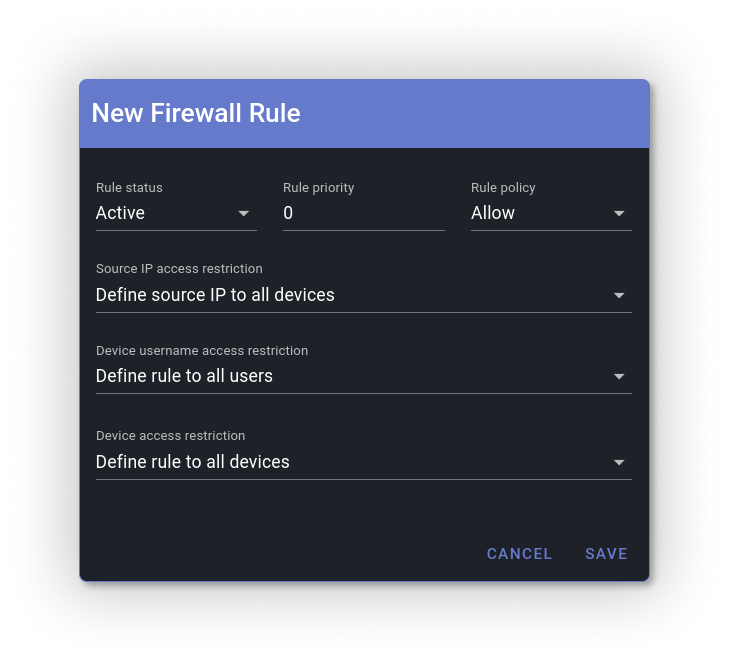 New Firewall Rule
Rule status
Rule priority
Rule policy
Active
0
Allow
Source IP access restriction
Define source IP to all devices
Device username access restriction
Define rule to all users
Device access restriction
Define rule to all devices
CANCEL
SAVE